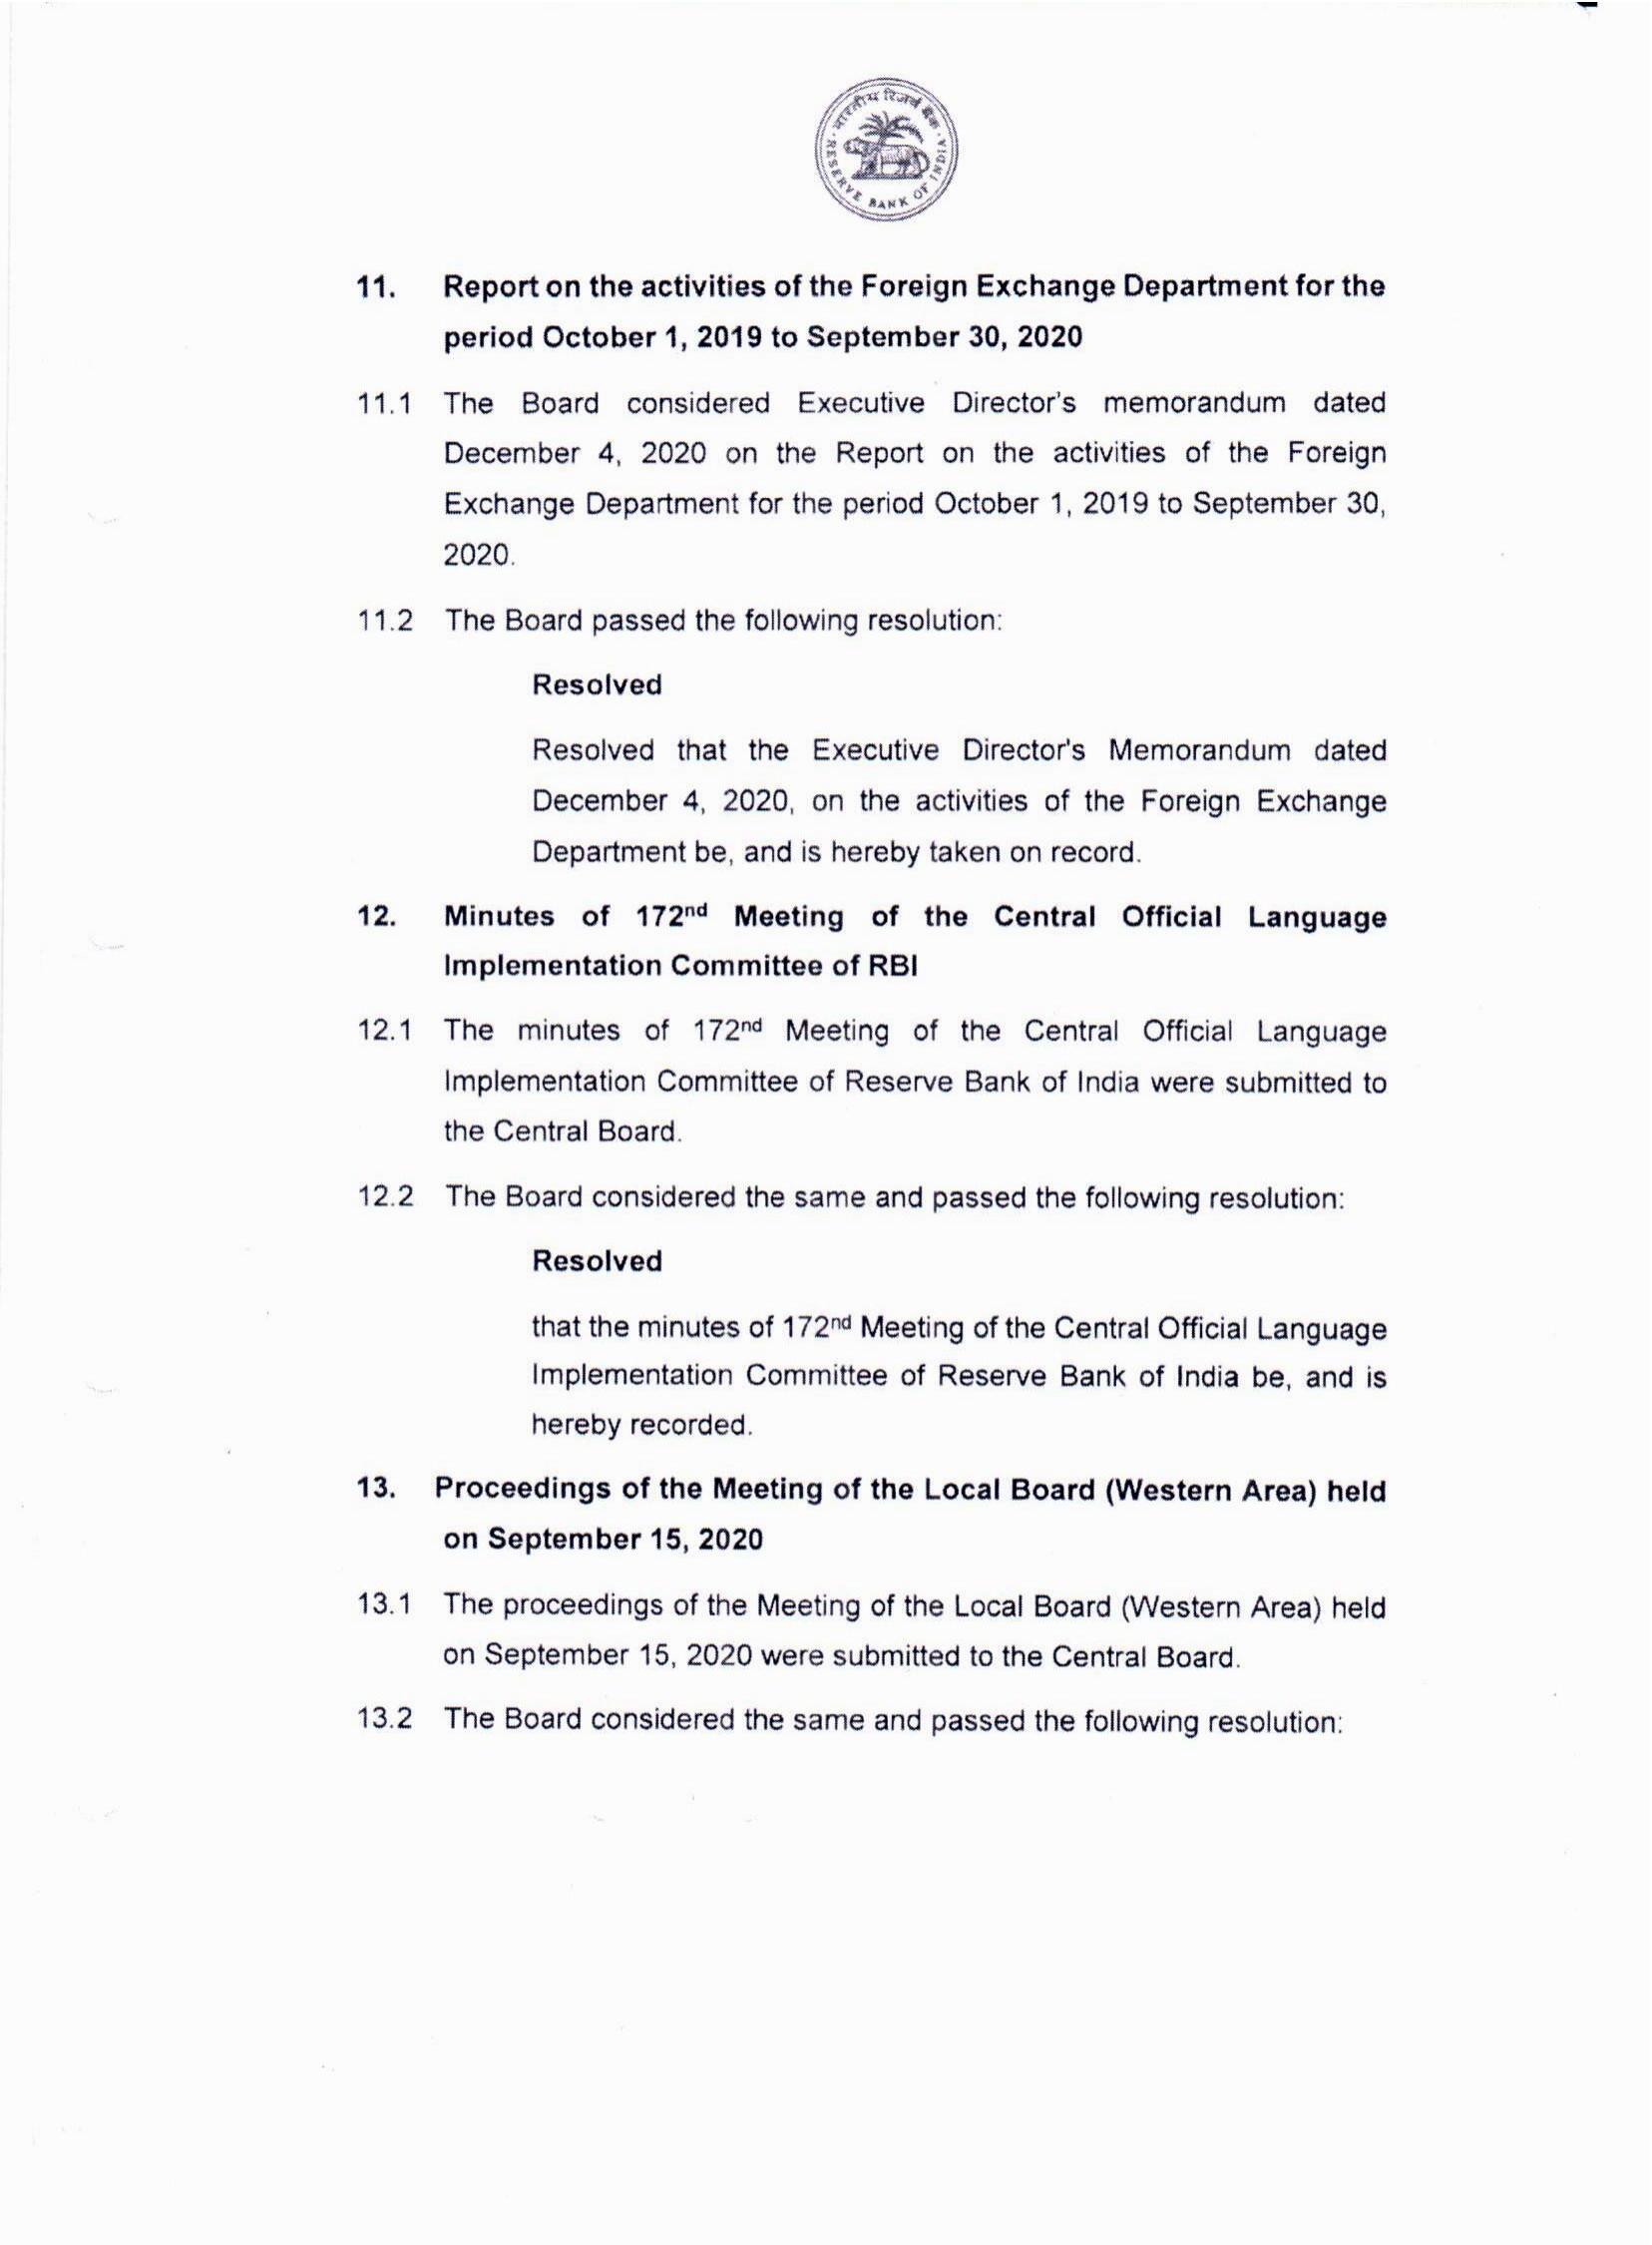 भारतीय रिज़र्व बैंक
RESERVE BANK OF INDIA
11. Report on the activities of the Foreign Exchange Department for the
period October 1, 2019 to September 30, 2020
11.1 The Board considered Executive Director's memorandum dated
December 4, 2020 on the Report on the activities of the Foreign
Exchange Department for the period October 1, 2019 to September 30,
2020.
11.2 The Board passed the following resolution:
Resolved
Resolved that the Executive Director's Memorandum dated
December 4, 2020, on the activities of the Foreign Exchange
Department be, and is hereby taken on record.
12. Minutes of 172nd Meeting of the Central Official Language
Implementation Committee of RBI
12.1 The minutes of 172nd Meeting of the Central Official Language
Implementation Committee of Reserve Bank of India were submitted to
the Central Board.
12.2 The Board considered the same and passed the following resolution:
Resolved
that the minutes of 172nd Meeting of the Central Official Language
Implementation Committee of Reserve Bank of India be, and is
hereby recorded.
13. Proceedings of the Meeting of the Local Board (Western Area) held
on September 15, 2020
13.1 The proceedings of the Meeting of the Local Board (Western Area) held
on September 15, 2020 were submitted to the Central Board.
13.2 The Board considered the same and passed the following resolution: